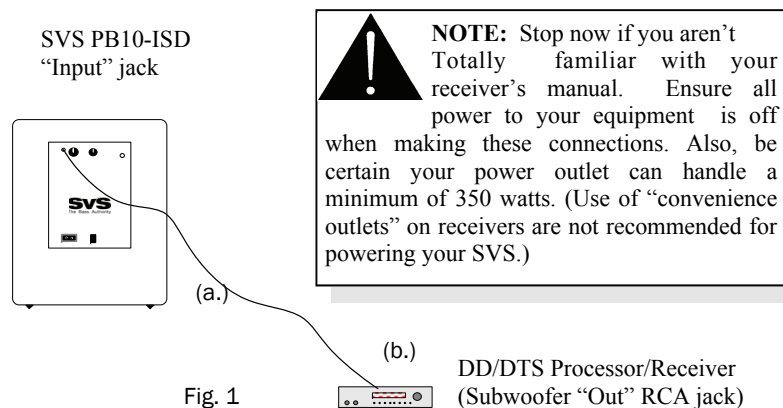 SVS PB10-ISD
“Input” jack
NOTE: Stop now if you aren’t
Totally familiar with your
receiver’s manual. Ensure all
power to your equipment is off
when making these connections. Also, be
certain your power outlet can handle a
minimum of 350 watts. (Use of “convenience
outlets” on receivers are not recommended for
powering your SVS.)
SVS
The Bass Authority
(a.)
(b.)
DD/DTS Processor/Receiver
(Subwoofer “Out” RCA jack)
Fig. 1